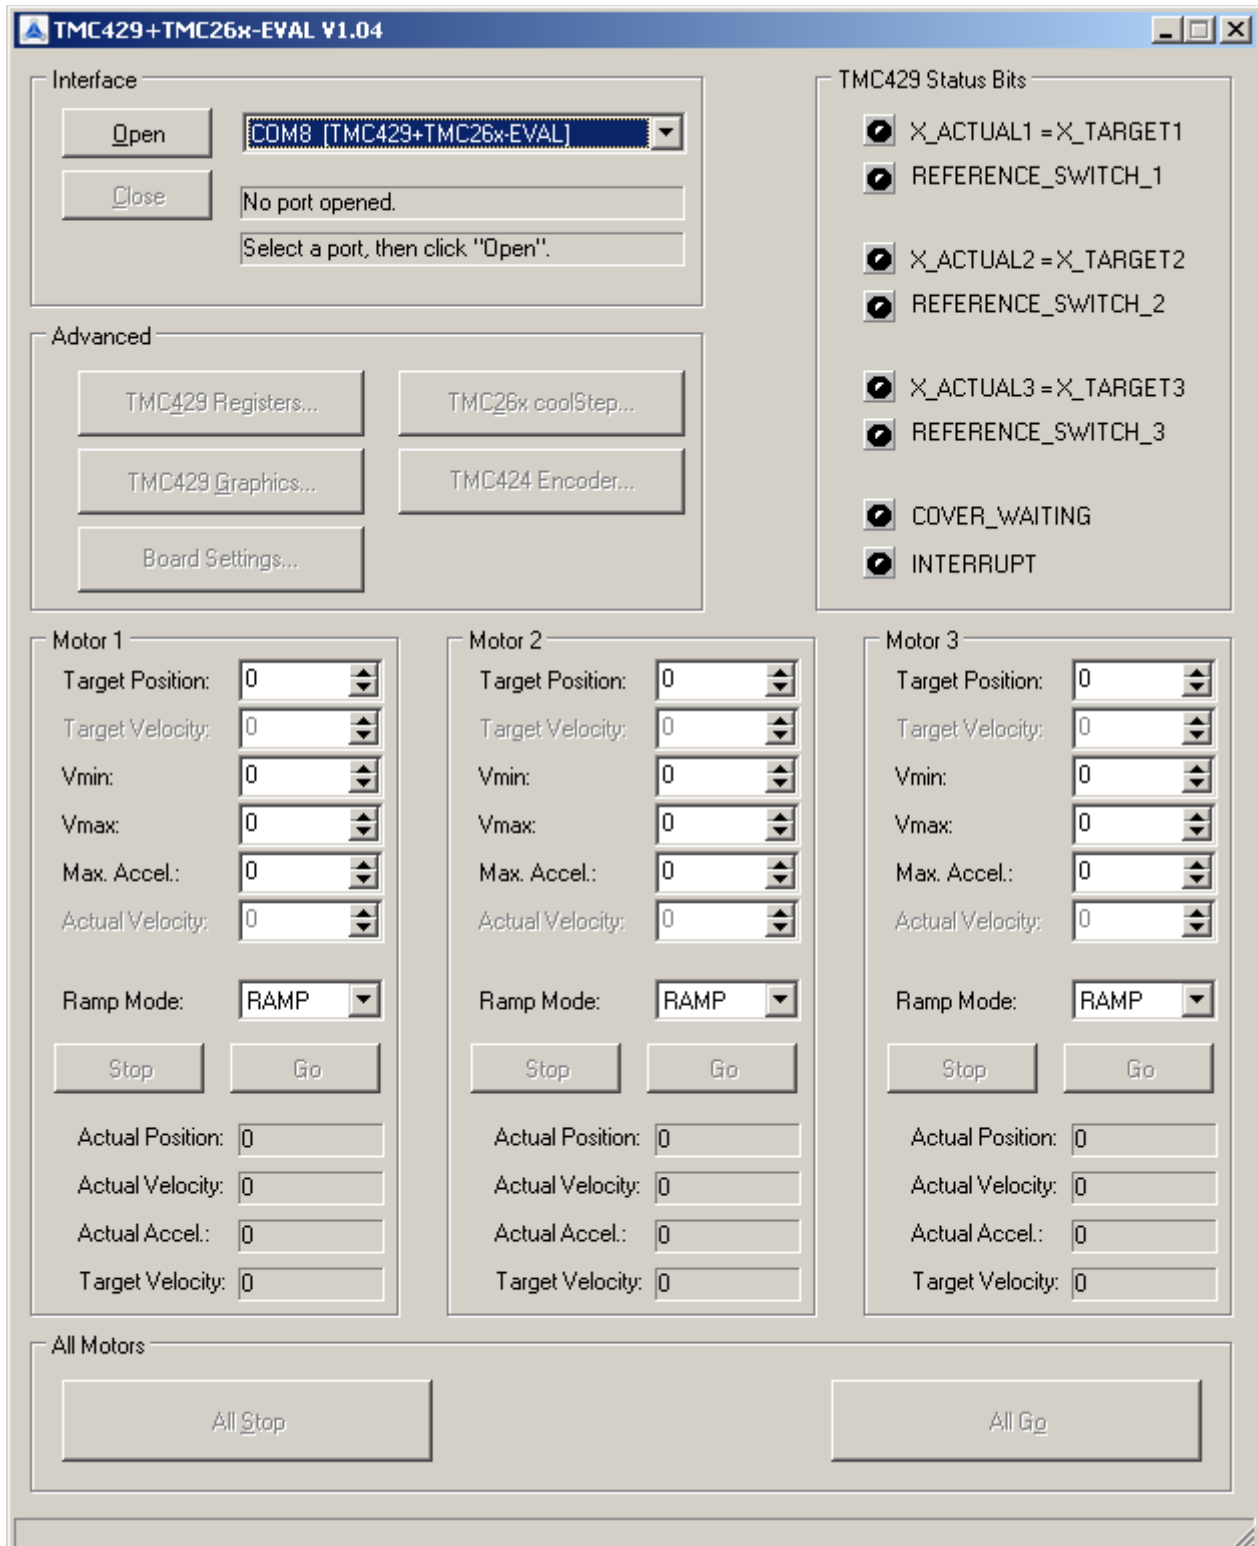 TMC429+TMC26x-EVAL V1.04
Interface
Open
COM8 [TMC429+TMC26x-EVAL]
Close
No port opened.
Select a port, then click "Open".
TMC429 Status Bits
X_ACTUAL1 = X_TARGET1
REFERENCE_SWITCH_1
X_ACTUAL2 = X_TARGET2
REFERENCE_SWITCH_2
X_ACTUAL3 = X_TARGET3
REFERENCE_SWITCH_3
COVER_WAITING
INTERRUPT
Advanced
TMC429 Registers...
TMC26x coolStep...
TMC429 Graphics...
TMC424 Encoder...
Board Settings...
Motor 1
Target Position: 0
Target Velocity: 0
Vmin: 0
Vmax: 0
Max. Accel.: 0
Actual Velocity: 0
Ramp Mode: RAMP
Stop Go
Actual Position: 0
Actual Velocity: 0
Actual Accel.: 0
Target Velocity: 0
Motor 2
Target Position: 0
Target Velocity: 0
Vmin: 0
Vmax: 0
Max. Accel.: 0
Actual Velocity: 0
Ramp Mode: RAMP
Stop Go
Actual Position: 0
Actual Velocity: 0
Actual Accel.: 0
Target Velocity: 0
Motor 3
Target Position: 0
Target Velocity: 0
Vmin: 0
Vmax: 0
Max. Accel.: 0
Actual Velocity: 0
Ramp Mode: RAMP
Stop Go
Actual Position: 0
Actual Velocity: 0
Actual Accel.: 0
Target Velocity: 0
All Motors
All Stop
All Go